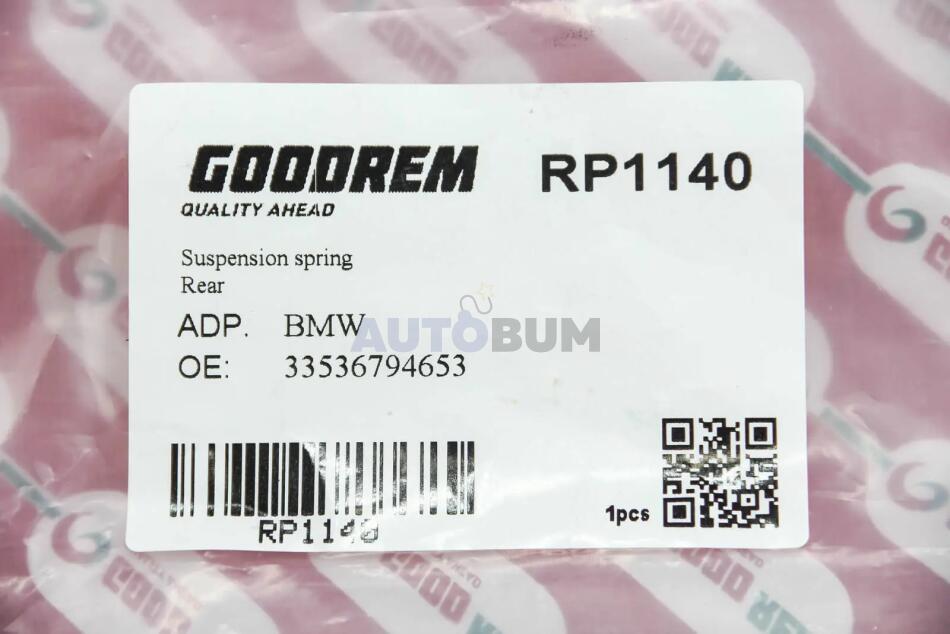 GOODREM RP1140
QUALITY AHEAD
Suspension spring
Rear
ADP. BMW
AUTOBUM
OE: 33536794653
1pcs
RP1140